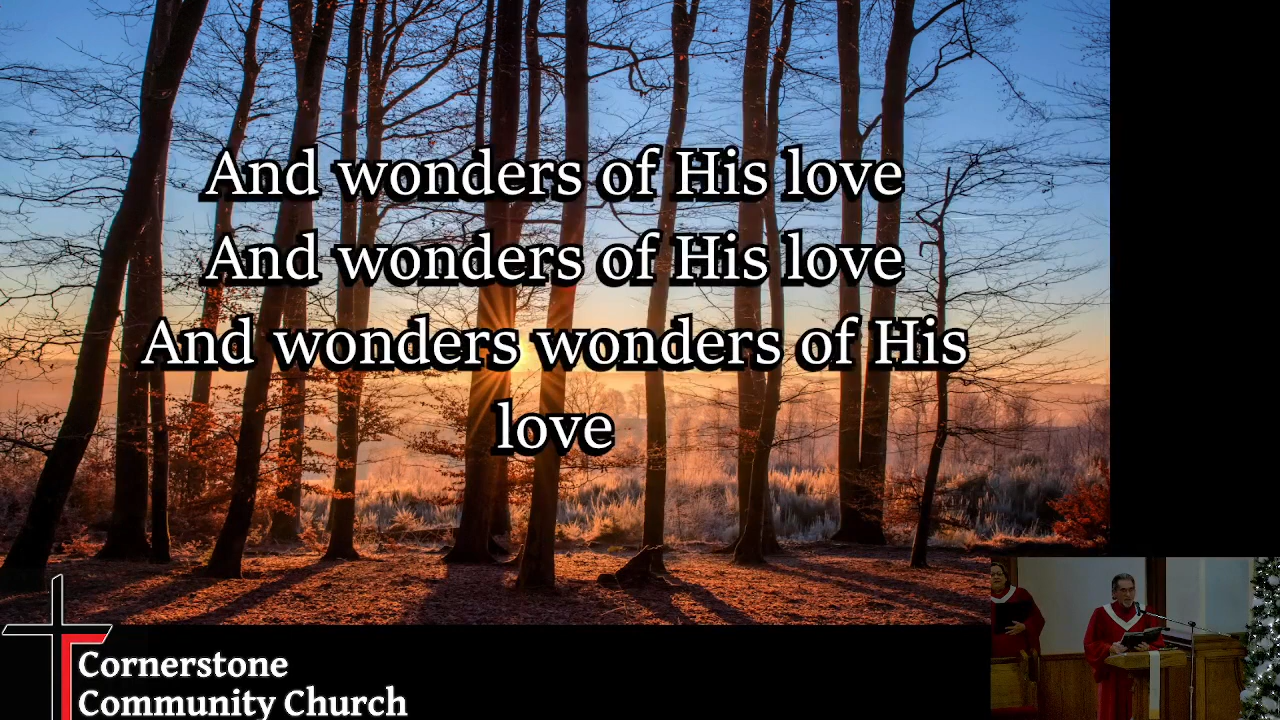 And wonders of His love
And wonders of His love
And wonders wonders of His
love
Cornerstone
Community Church